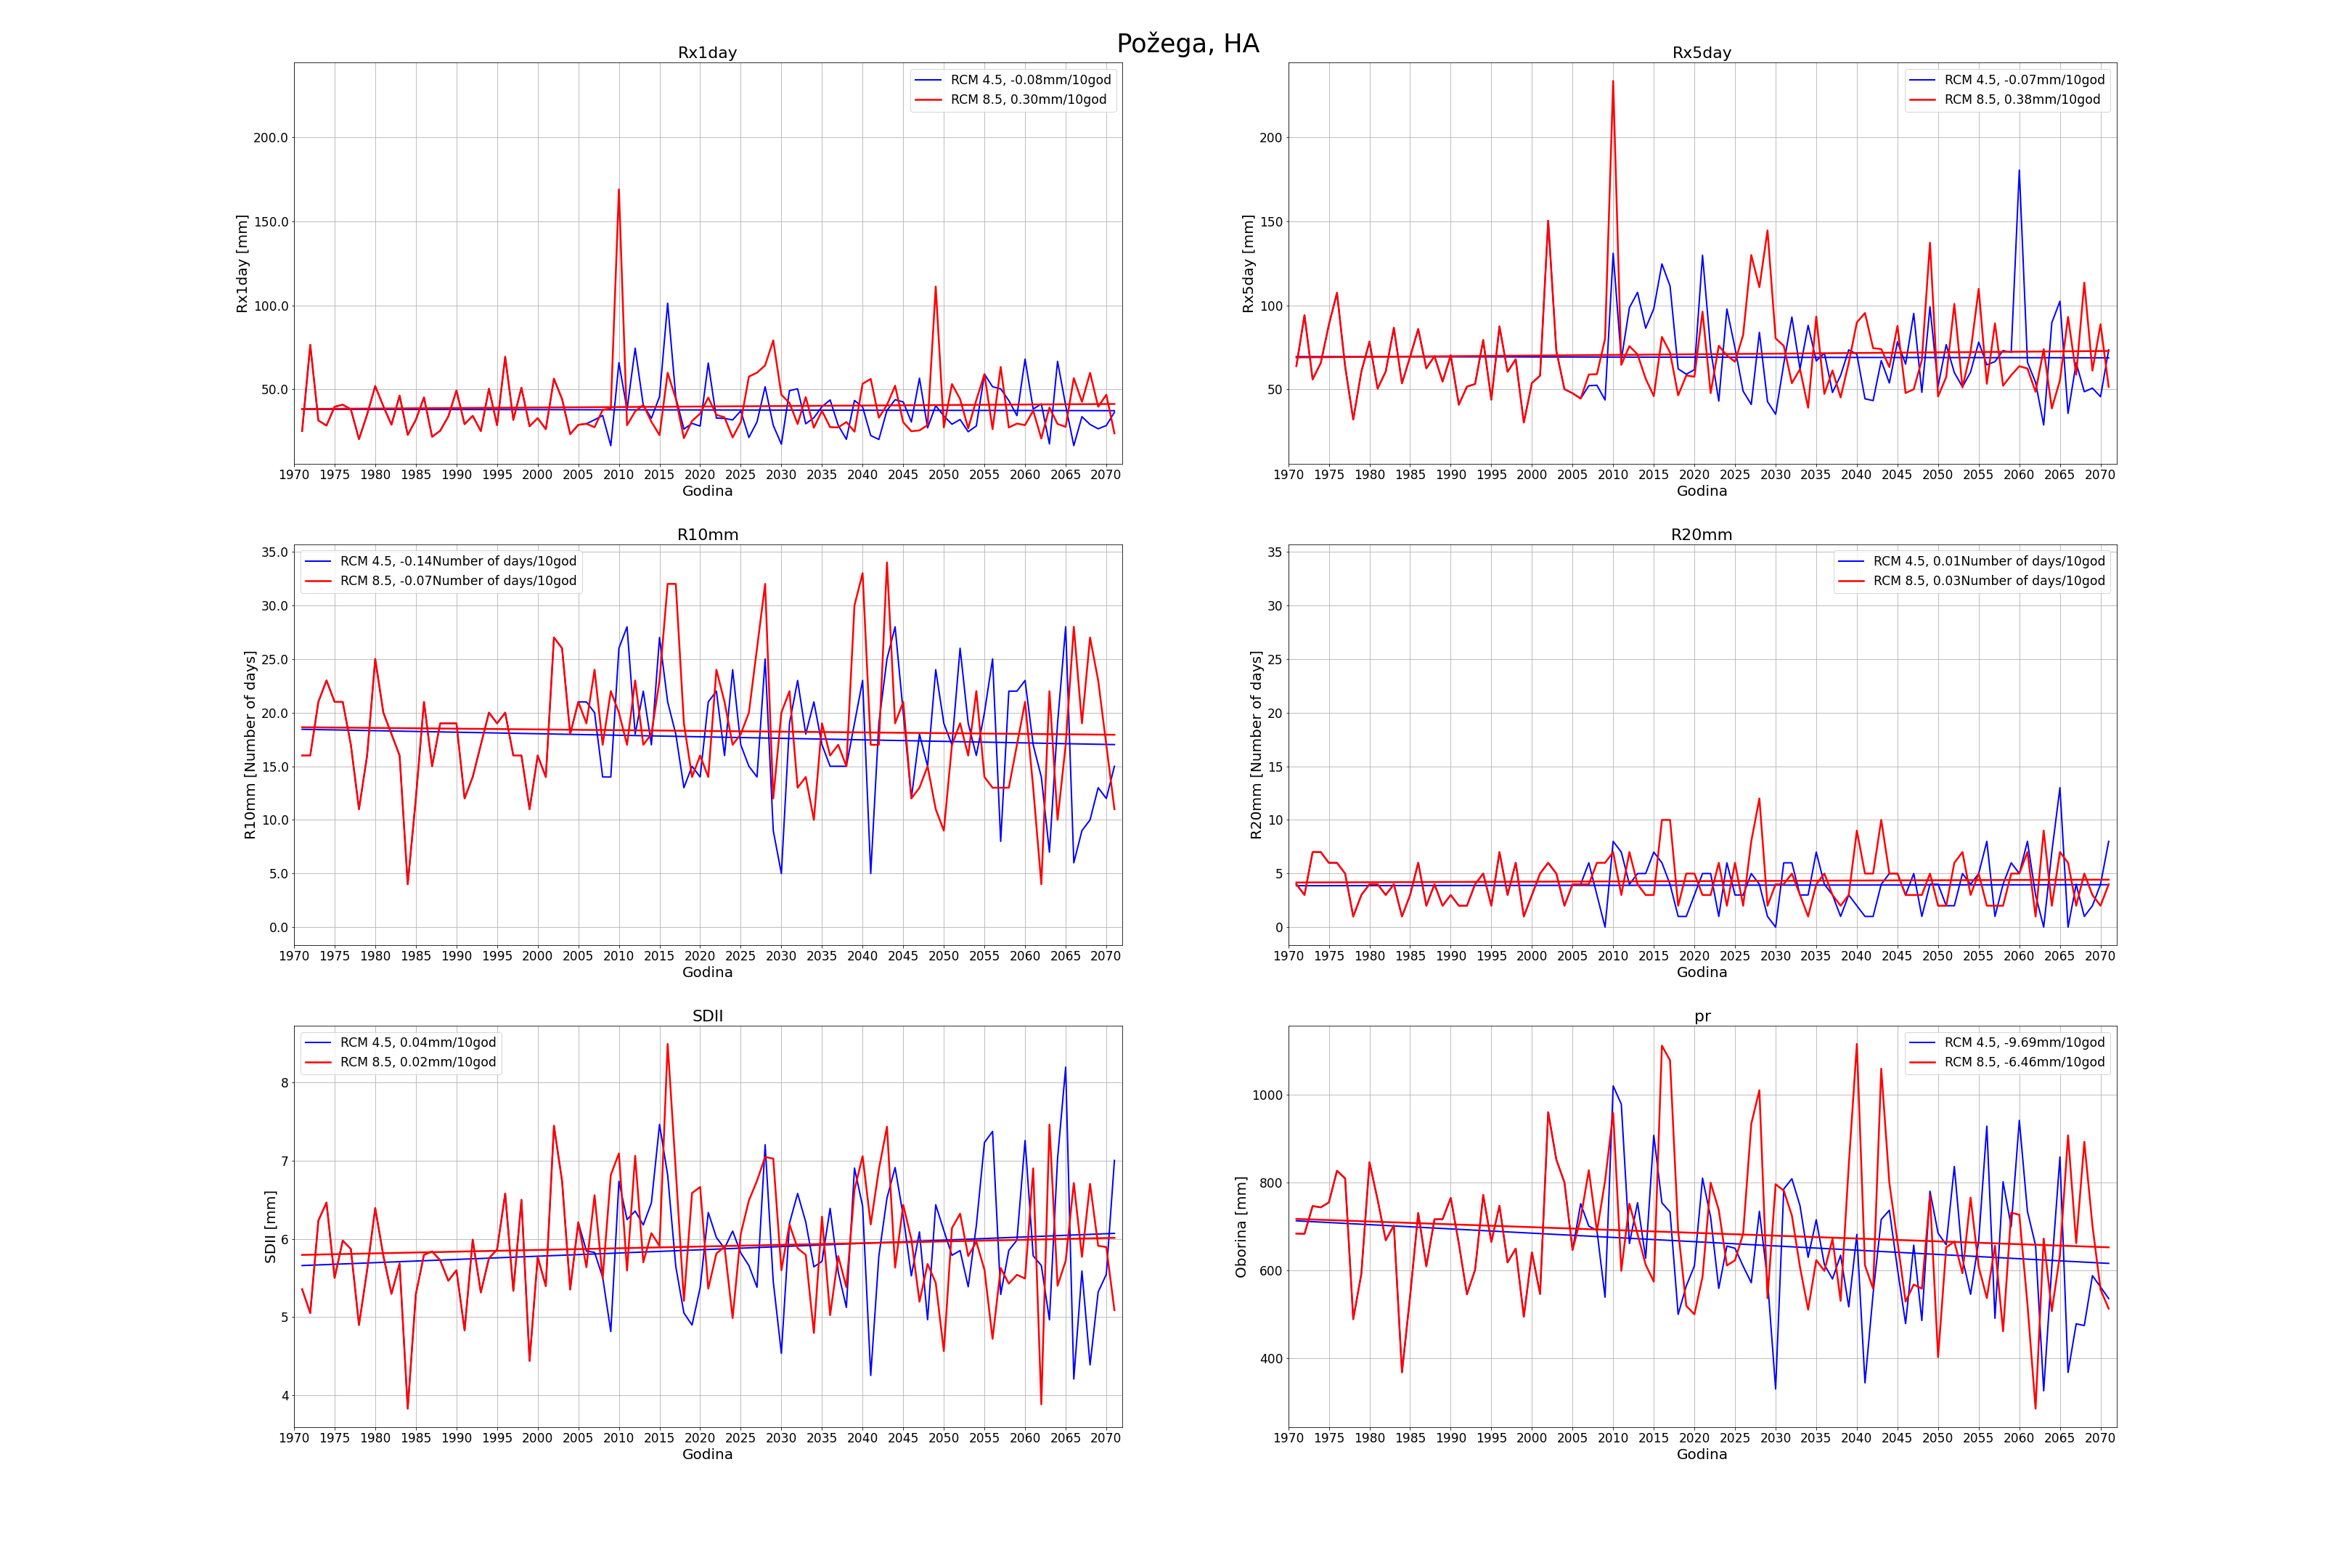 Požega, HA
Rx1day
RCM 4.5, -0.08mm/10god
RCM 8.5, 0.30mm/10god
Rx1day [mm]
200.0
150.0
100.0
50.0
1970 1975 1980 1985 1990 1995 2000 2005 2010 2015 2020 2025 2030 2035 2040 2045 2050 2055 2060 2065 2070
Godina
Rx5day
RCM 4.5, -0.07mm/10god
RCM 8.5, 0.38mm/10god
Rx5day [mm]
200
150
100
50
1970 1975 1980 1985 1990 1995 2000 2005 2010 2015 2020 2025 2030 2035 2040 2045 2050 2055 2060 2065 2070
Godina
R10mm
RCM 4.5, -0.14Number of days/10god
RCM 8.5, -0.07Number of days/10god
R10mm [Number of days]
35.0
30.0
25.0
20.0
15.0
10.0
5.0
0.0
1970 1975 1980 1985 1990 1995 2000 2005 2010 2015 2020 2025 2030 2035 2040 2045 2050 2055 2060 2065 2070
Godina
R20mm
RCM 4.5, 0.01Number of days/10god
RCM 8.5, 0.03Number of days/10god
R20mm [Number of days]
35
30
25
20
15
10
5
0
1970 1975 1980 1985 1990 1995 2000 2005 2010 2015 2020 2025 2030 2035 2040 2045 2050 2055 2060 2065 2070
Godina
SDII
RCM 4.5, 0.04mm/10god
RCM 8.5, 0.02mm/10god
SDII [mm]
8
7
6
5
4
1970 1975 1980 1985 1990 1995 2000 2005 2010 2015 2020 2025 2030 2035 2040 2045 2050 2055 2060 2065 2070
Godina
pr
RCM 4.5, -9.69mm/10god
RCM 8.5, -6.46mm/10god
Oborina [mm]
1000
800
600
400
1970 1975 1980 1985 1990 1995 2000 2005 2010 2015 2020 2025 2030 2035 2040 2045 2050 2055 2060 2065 2070
Godina